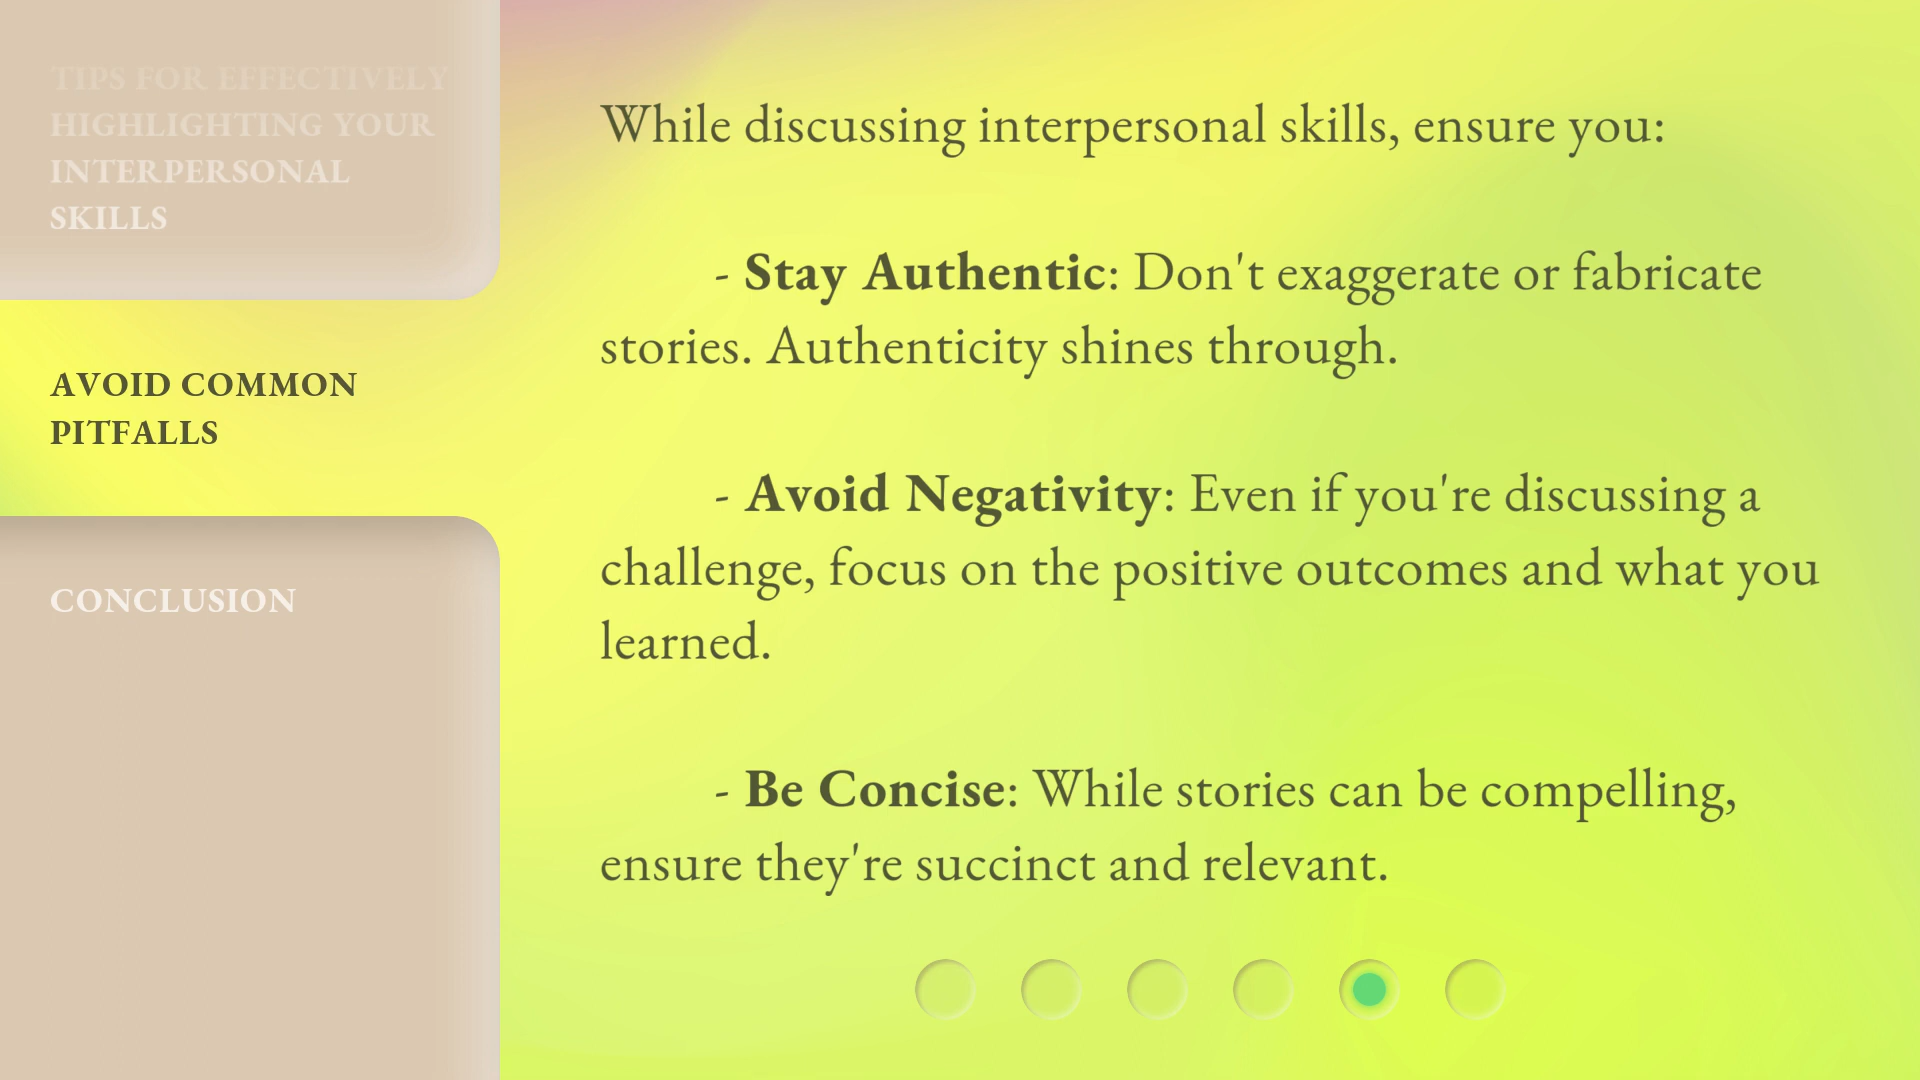 TIPS FOR EFFECTIVELY
HIGHLIGHTING YOUR
INTERPERSONAL
SKILLS
AVOID COMMON
PITFALLS
CONCLUSION
While discussing interpersonal skills, ensure you:
- Stay Authentic: Don't exaggerate or fabricate
stories. Authenticity shines through.
- Avoid Negativity: Even if you're discussing a
challenge, focus on the positive outcomes and what you
learned.
- Be Concise: While stories can be compelling,
ensure they're succinct and relevant.